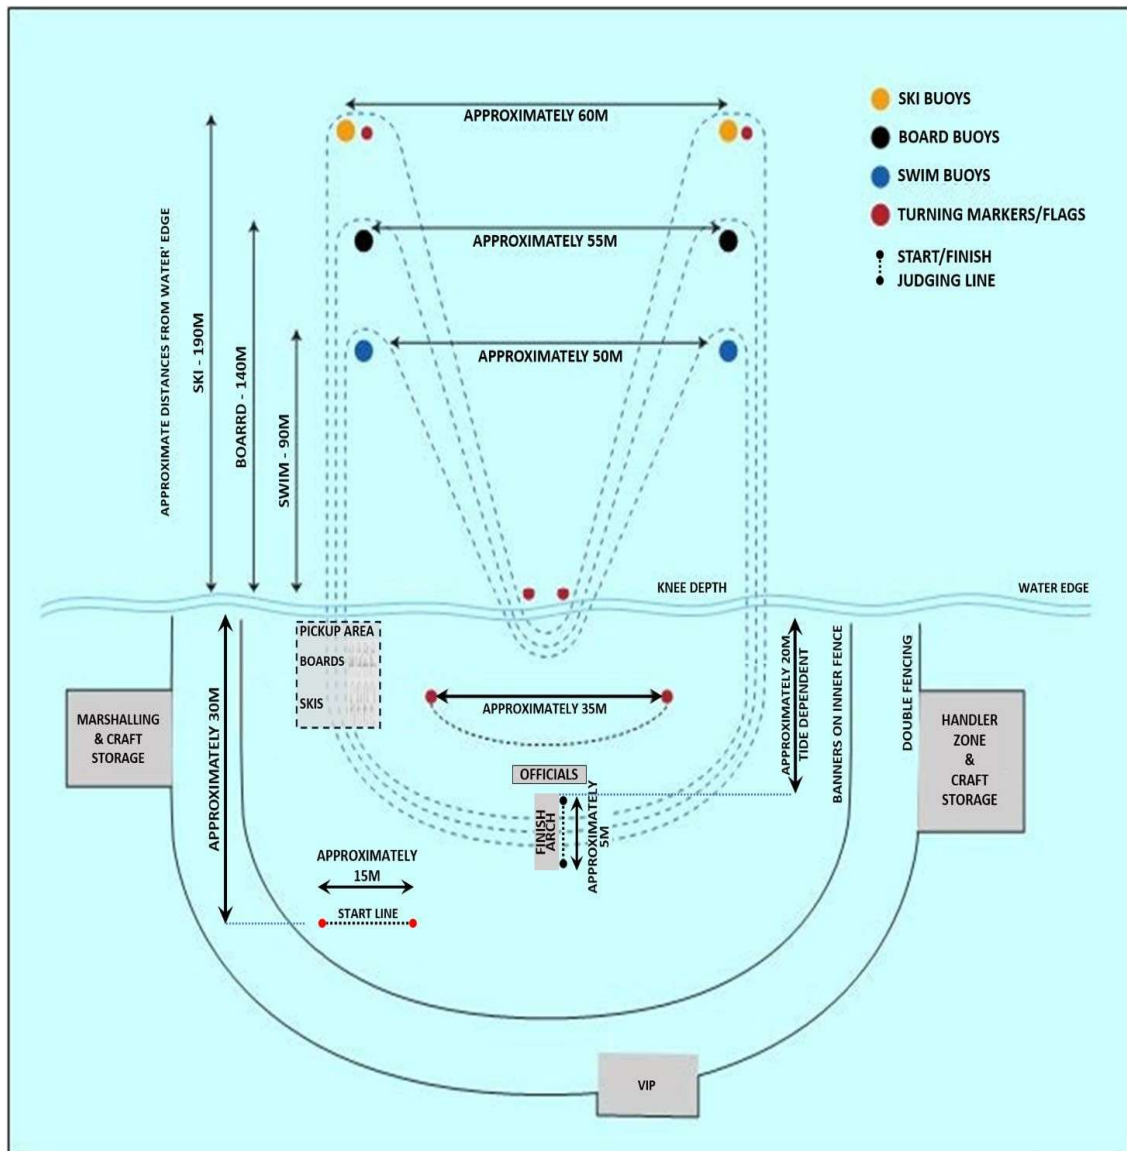 APPROXIMATELY 60M
SKI BUOYS
BOARD BUOYS
SWIM BUOYS
TURNING MARKERS/FLAGS
START/FINISH
JUDGING LINE
APPROXIMATELY 55M
APPROXIMATELY 50M
APPROXIMATE DISTANCES FROM WATER' EDGE
SKI - 190M
BOARRD - 140M
SWIM - 90M
KNEE DEPTH
WATER EDGE
PICKUP AREA
BOARDS
SKIS
MARSHALLING
& CRAFT
STORAGE
APPROXIMATELY 30M
APPROXIMATELY 35M
APPROXIMATELY 20M
TIDE DEPENDENT
BANNERS ON INNER FENCE
DOUBLE FENCING
HANDLER
ZONE
&
CRAFT
STORAGE
OFFICIALS
FINISH
ARCH
APPROXIMATELY
5M
APPROXIMATELY
15M
START LINE
VIP